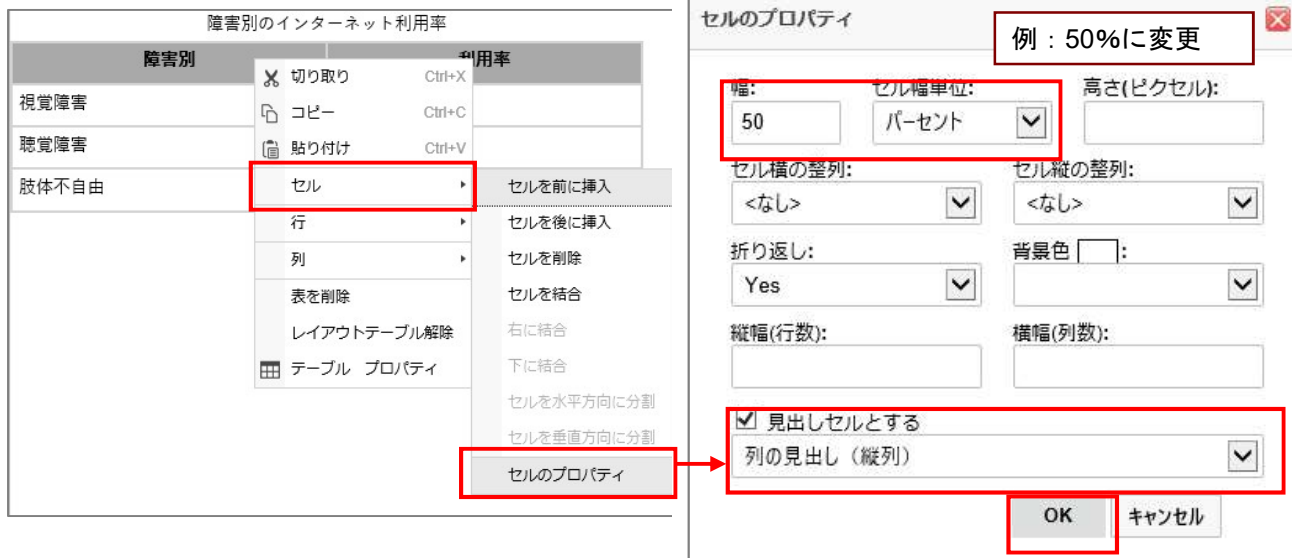 障害別のインターネット利用率
障害別
利用率
視覚障害
聴覚障害
肢体不自由
切り取り Ctrl+X
コピー Ctrl+C
貼り付け Ctrl+V
セル
行
列
表を削除
レイアウトテーブル解除
テーブル プロパティ
セルを前に挿入
セルを後に挿入
セルを削除
セルを結合
右に結合
下に結合
セルを水平方向に分割
セルを垂直方向に分割
セルのプロパティ
セルのプロパティ
例：50%に変更
幅: セル幅単位: 高さ(ピクセル):
50 パーセント
セル横の整列: セル縦の整列:
<なし> <なし>
折り返し: 背景色 :
Yes
縦幅(行数): 横幅(列数):
見出しセルとする
列の見出し（縦列）
OK キャンセル